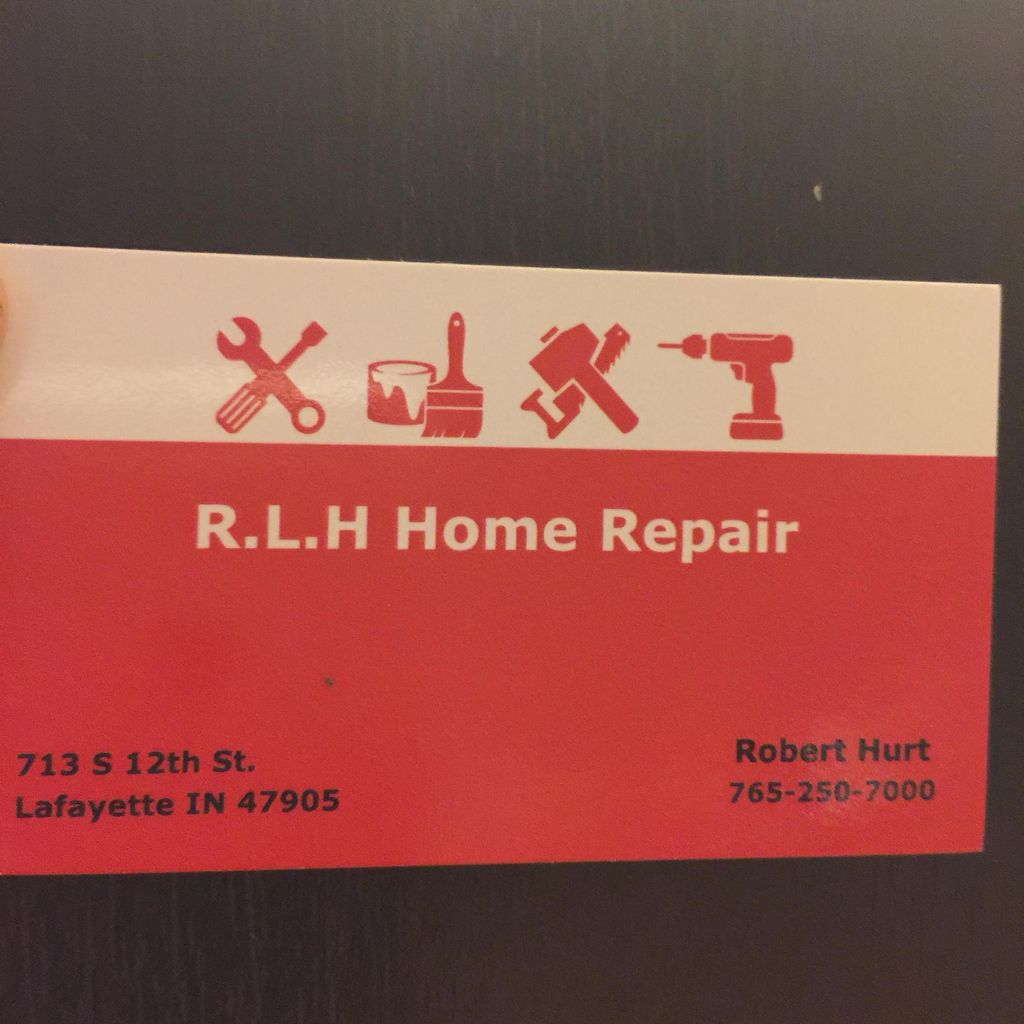 R.L.H Home Repair
713 S 12th St.
Lafayette IN 47905
Robert Hurt
765-250-7000